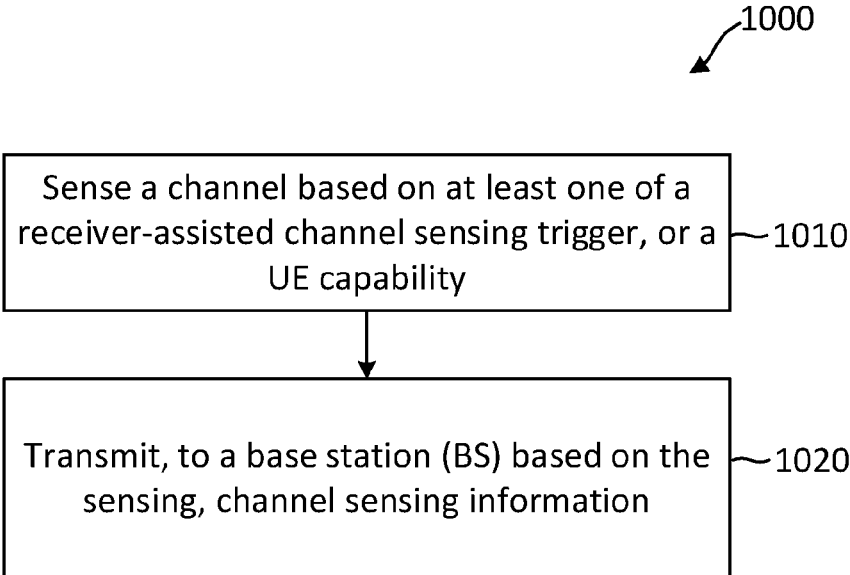 1000
Sense a channel based on at least one of a
receiver-assisted channel sensing trigger, or a
UE capability
1010
Transmit, to a base station (BS) based on the
sensing, channel sensing information
1020